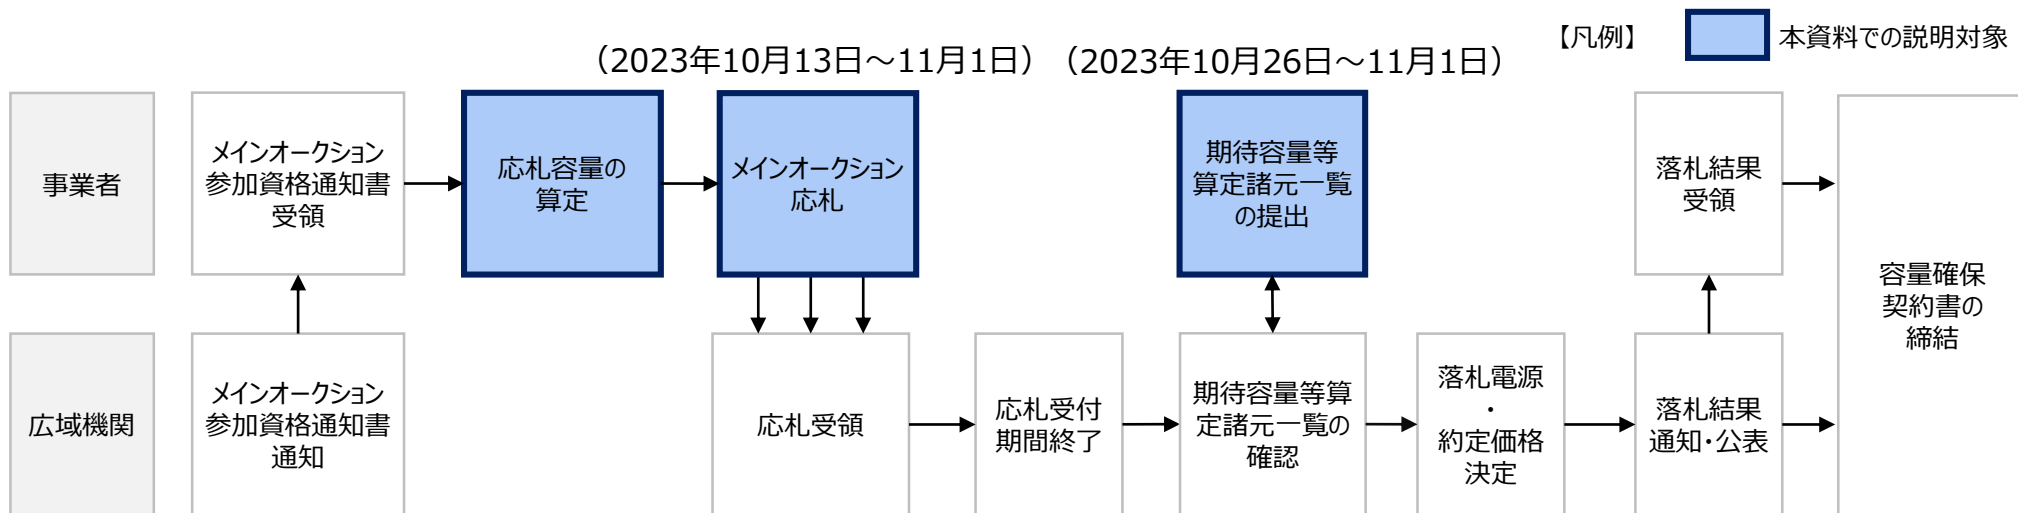 【凡例】
本資料での説明対象
（2023年10月13日～11月1日）
（2023年10月26日～11月1日）
事業者
メインオークション
参加資格通知書
受領
応札容量の
算定
メインオークション
応札
期待容量等
算定諸元一覧
の提出
落札結果
受領
容量確保
契約書の
締結
広域機関
メインオークション
参加資格通知書
通知
応札受領
応札受付
期間終了
期待容量等算
定諸元一覧の
確認
落札電源
・
約定価格
決定
落札結果
通知・公表